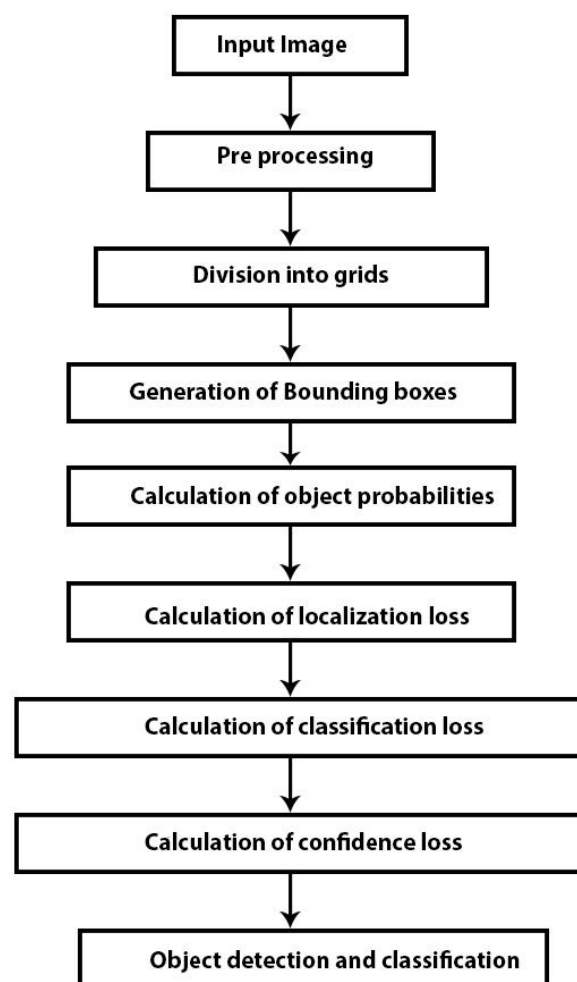 Input Image
Pre processing
Division into grids
Generation of Bounding boxes
Calculation of object probabilities
Calculation of localization loss
Calculation of classification loss
Calculation of confidence loss
Object detection and classification